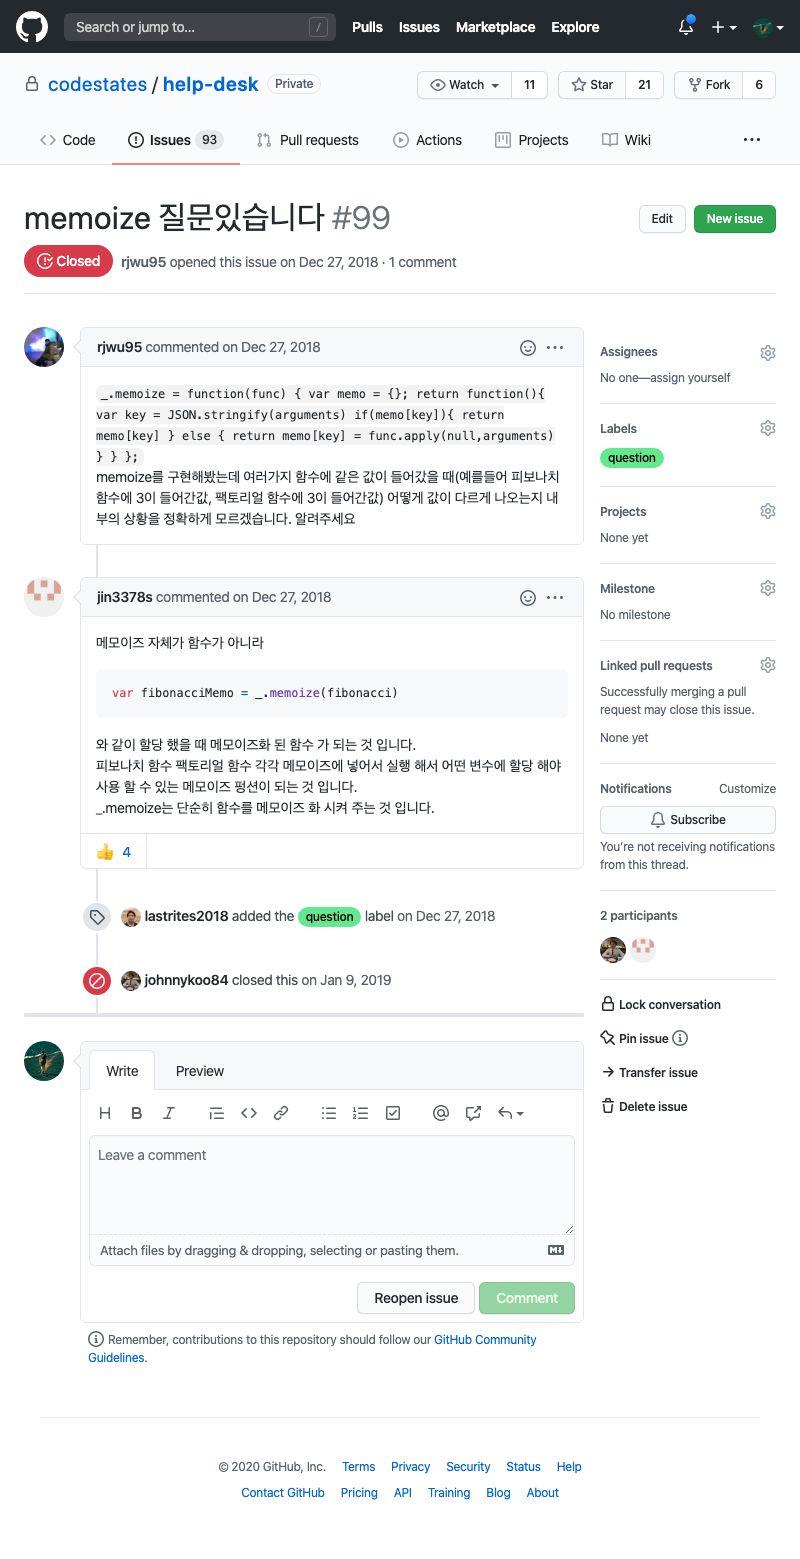 Search or jump to... /
Pulls Issues Marketplace Explore
codestates / help-desk Private
Watch 11 Star 21 Fork 6
Code Issues 93 Pull requests Actions Projects Wiki ...
memoize 질문있습니다 #99
Edit New issue
Closed rjwu95 opened this issue on Dec 27, 2018 · 1 comment
rjwu95 commented on Dec 27, 2018
_.memoize = function(func) { var memo = {}; return function(){
var key = JSON.stringify(arguments) if(memo[key]){ return
memo[key] } else { return memo[key] = func.apply(null,arguments)
} } };
memoize를 구현해봤는데 여러가지 함수에 같은 값이 들어갔을 때(예를들어 피보나치
함수에 3이 들어간값, 팩토리얼 함수에 3이 들어간값) 어떻게 값이 다르게 나오는지 내
부의 상황을 정확하게 모르겠습니다. 알려주세요
jin3378s commented on Dec 27, 2018
메모이즈 자체가 함수가 아니라
var fibonacciMemo = _.memoize(fibonacci)
와 같이 할당 했을 때 메모이즈화 된 함수 가 되는 것 입니다.
피보나치 함수 팩토리얼 함수 각각 메모이즈에 넣어서 실행 해서 어떤 변수에 할당 해야
사용 할 수 있는 메모이즈 펑션이 되는 것 입니다.
_.memoize는 단순히 함수를 메모이즈 화 시켜 주는 것 입니다.
👍 4
lastrites2018 added the question label on Dec 27, 2018
johnnykoo84 closed this on Jan 9, 2019
Assignees
No one—assign yourself
Labels
question
Projects
None yet
Milestone
No milestone
Linked pull requests
Successfully merging a pull
request may close this issue.
None yet
Notifications Customize
Subscribe
You're not receiving notifications
from this thread.
2 participants
Lock conversation
Pin issue
Transfer issue
Delete issue
Write Preview
Leave a comment
Attach files by dragging & dropping, selecting or pasting them.
Reopen issue Comment
Remember, contributions to this repository should follow our GitHub Community
Guidelines.
© 2020 GitHub, Inc. Terms Privacy Security Status Help
Contact GitHub Pricing API Training Blog About